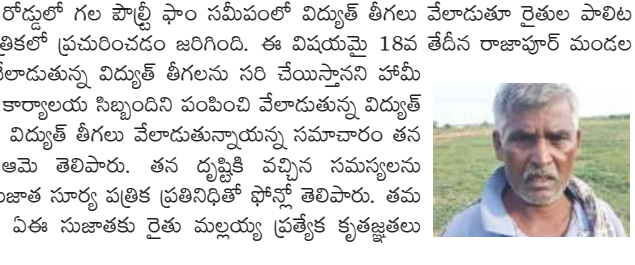 రోడ్డులో గల పౌల్ట్రీ ఫాం సమీపంలో విద్యుత్ తీగలు వేలాడుతూ రైతుల పాలిట
త్రికలో ప్రచురించడం జరిగింది. ఈ విషయమై 18వ తేదీన రాజాపూర్ మండల
వేలాడుతున్న విద్యుత్ తీగలను సరి చేయిస్తానని హామీ
కార్యాలయ సిబ్బందిని పంపించి వేలాడుతున్న విద్యుత్
విద్యుత్ తీగలు వేలాడుతున్నాయన్న సమాచారం తన
ఆమె తెలిపారు. తన దృష్టికి వచ్చిన సమస్యలను
సుజాత సూర్య పత్రిక ప్రతినిధితో ఫోన్లో తెలిపారు. తమ
ఏఈ సుజాతకు రైతు మల్లయ్య ప్రత్యేక కృతజ్ఞతలు